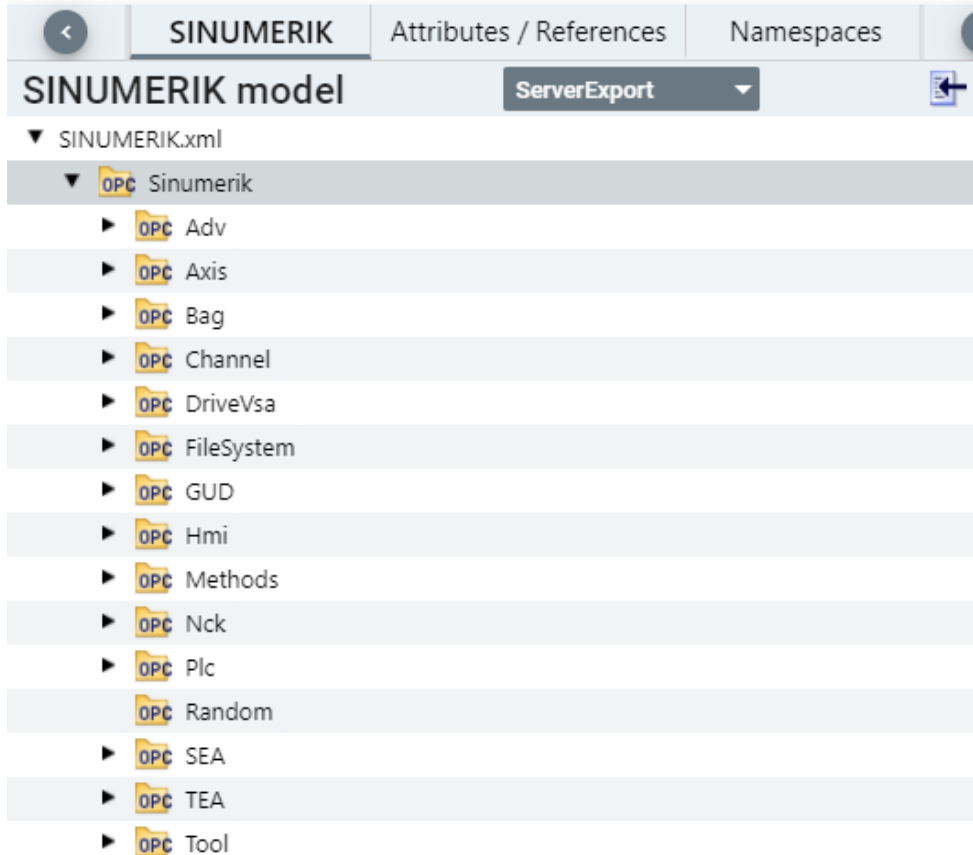 SINUMERIK Attributes / References Namespaces
SINUMERIK model ServerExport
SINUMERIK.xml
OPC Sinumerik
OPC Adv
OPC Axis
OPC Bag
OPC Channel
OPC DriveVsa
OPC FileSystem
OPC GUD
OPC Hmi
OPC Methods
OPC Nck
OPC Plc
OPC Random
OPC SEA
OPC TEA
OPC Tool